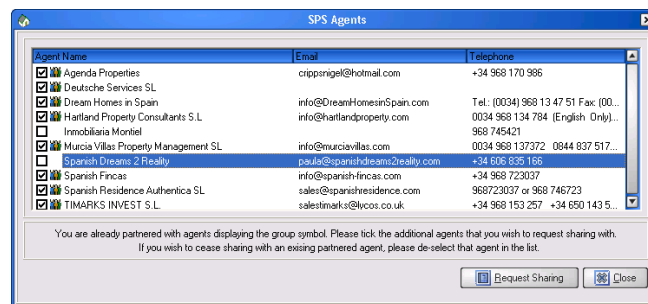 SPS Agents
Agent Name Email Telephone
Agenda Properties crippsnigel@hotmail.com +34 968 170 986
Deutsche Services SL
Dream Homes in Spain info@DreamHomesinSpain.com Tel.: (0034) 968 13 47 51 Fax: (00...
Hartland Property Consultants S.L info@hartlandproperty.com 0034 968 134 784 (English Only)...
Inmobiliaria Montiel 968 745421
Murcia Villas Property Management SL info@murciavillas.com 0034 968 137372 0844 837 517...
Spanish Dreams 2 Reality paula@spanishdreams2reality.com +34 606 835 166
Spanish Fincas info@spanish-fincas.com +34 968 723037
Spanish Residence Authentica SL sales@spanishresidence.com 968723037 or 968 746723
TIMARKS INVEST S.L. salestimarks@lycos.co.uk +34 968 153 257 +34 650 143 5...
You are already partnered with agents displaying the group symbol. Please tick the additional agents that you wish to request sharing with.
If you wish to cease sharing with an exising partnered agent, please de-select that agent in the list.
Request Sharing Close